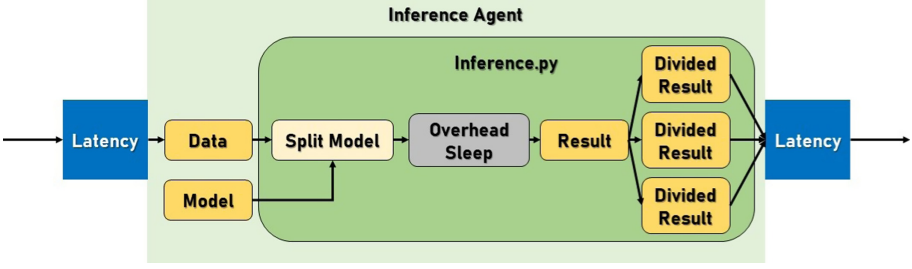 Inference Agent
Inference.py
Latency
Data
Model
Split Model
Overhead
Sleep
Result
Divided
Result
Divided
Result
Divided
Result
Latency